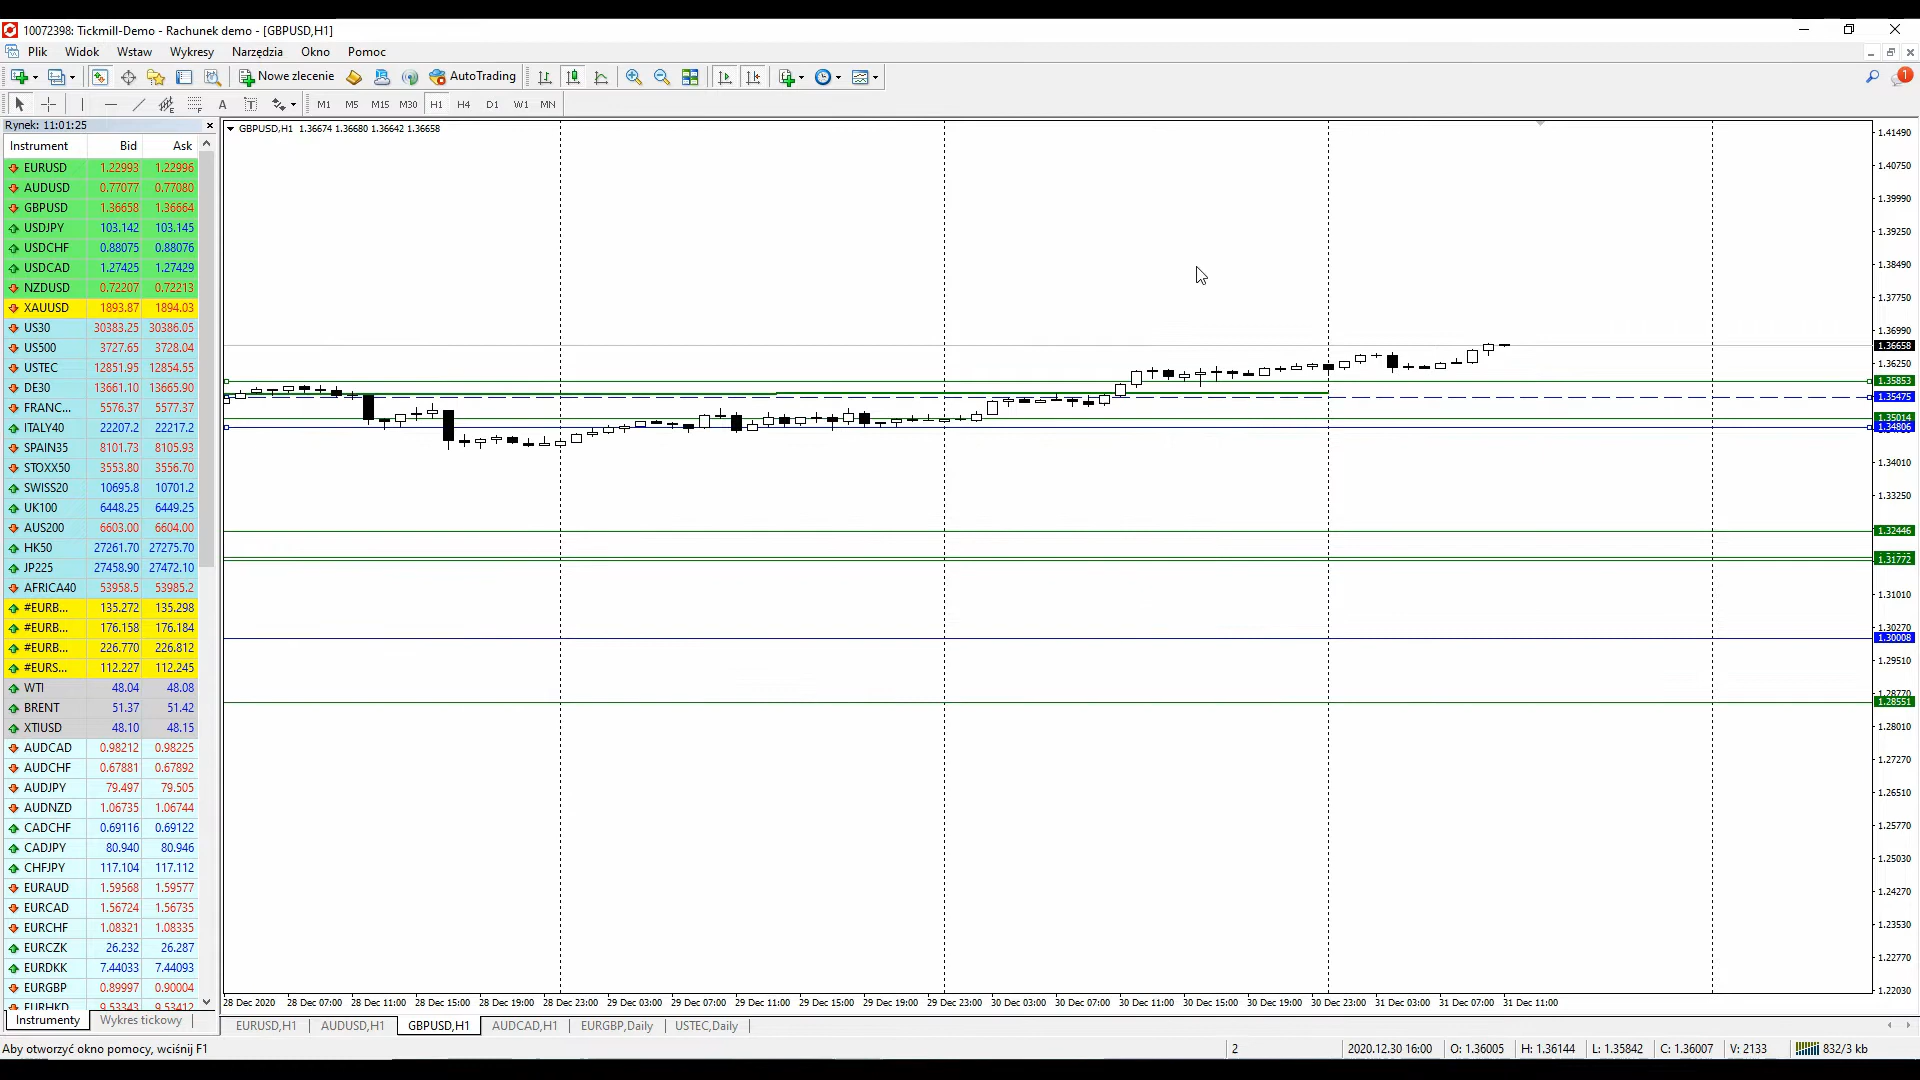 10072398: Tickmill-Demo - Rachunek demo - [GBPUSD,H1]
Plik Widok Wstaw Wykresy Narzędzia Okno Pomoc
Nowe zlecenie AutoTrading
1
A T M1 M5 M15 M30 H1 H4 D1 W1 MN
Rynek: 11:01:25
Instrument Bid Ask
EURUSD 1.22993 1.22996
AUDUSD 0.77077 0.77080
GBPUSD 1.36658 1.36664
USDJPY 103.142 103.145
USDCHF 0.88075 0.88076
USDCAD 1.27425 1.27429
NZDUSD 0.72207 0.72213
XAUUSD 1893.87 1894.03
US30 30383.25 30386.05
US500 3727.65 3728.04
USTEC 12851.95 12854.55
DE30 13661.10 13665.90
FRANC... 5576.37 5577.37
ITALY40 22207.2 22217.2
SPAIN35 8101.73 8105.93
STOXX50 3553.80 3556.70
SWISS20 10695.8 10701.2
UK100 6448.25 6449.25
AUS200 6603.00 6604.00
HK50 27261.70 27275.70
JP225 27458.90 27472.10
AFRICA40 53958.5 53985.2
#EURB... 135.272 135.298
#EURB... 176.158 176.184
#EURB... 226.770 226.812
#EURS... 112.227 112.245
WTI 48.04 48.08
BRENT 51.37 51.42
XTIUSD 48.10 48.15
AUDCAD 0.98212 0.98225
AUDCHF 0.67881 0.67892
AUDJPY 79.497 79.505
AUDNZD 1.06735 1.06744
CADCHF 0.69116 0.69122
CADJPY 80.940 80.946
CHFJPY 117.104 117.112
EURAUD 1.59568 1.59577
EURCAD 1.56724 1.56735
EURCHF 1.08321 1.08335
EURCZK 26.232 26.287
EURDKK 7.44033 7.44093
EURGBP 0.89997 0.90004
EURHKD 9.53343 9.53412
Instrumenty Wykres tickowy
GBPUSD,H1 1.36674 1.36680 1.36642 1.36658
1.41490
1.40750
1.39990
1.39250
1.38490
1.37750
1.36990
1.36658
1.36250
1.35853
1.35475
1.35014
1.34806
1.34010
1.33250
1.32446
1.31772
1.31010
1.30270
1.30008
1.29510
1.28770
1.28551
1.28010
1.27270
1.26510
1.25770
1.25030
1.24270
1.23530
1.22770
1.22030
28 Dec 2020 28 Dec 07:00 28 Dec 11:00 28 Dec 15:00 28 Dec 19:00 28 Dec 23:00 29 Dec 03:00 29 Dec 07:00 29 Dec 11:00 29 Dec 15:00 29 Dec 19:00 29 Dec 23:00 30 Dec 03:00 30 Dec 07:00 30 Dec 11:00 30 Dec 15:00 30 Dec 19:00 30 Dec 23:00 31 Dec 03:00 31 Dec 07:00 31 Dec 11:00
EURUSD,H1 AUDUSD,H1 GBPUSD,H1 AUDCAD,H1 EURGBP,Daily USTEC,Daily
Aby otworzyć okno pomocy, wciśnij F1 2 2020.12.30 16:00 O: 1.36005 H: 1.36144 L: 1.35842 C: 1.36007 V: 2133 832/3 kb